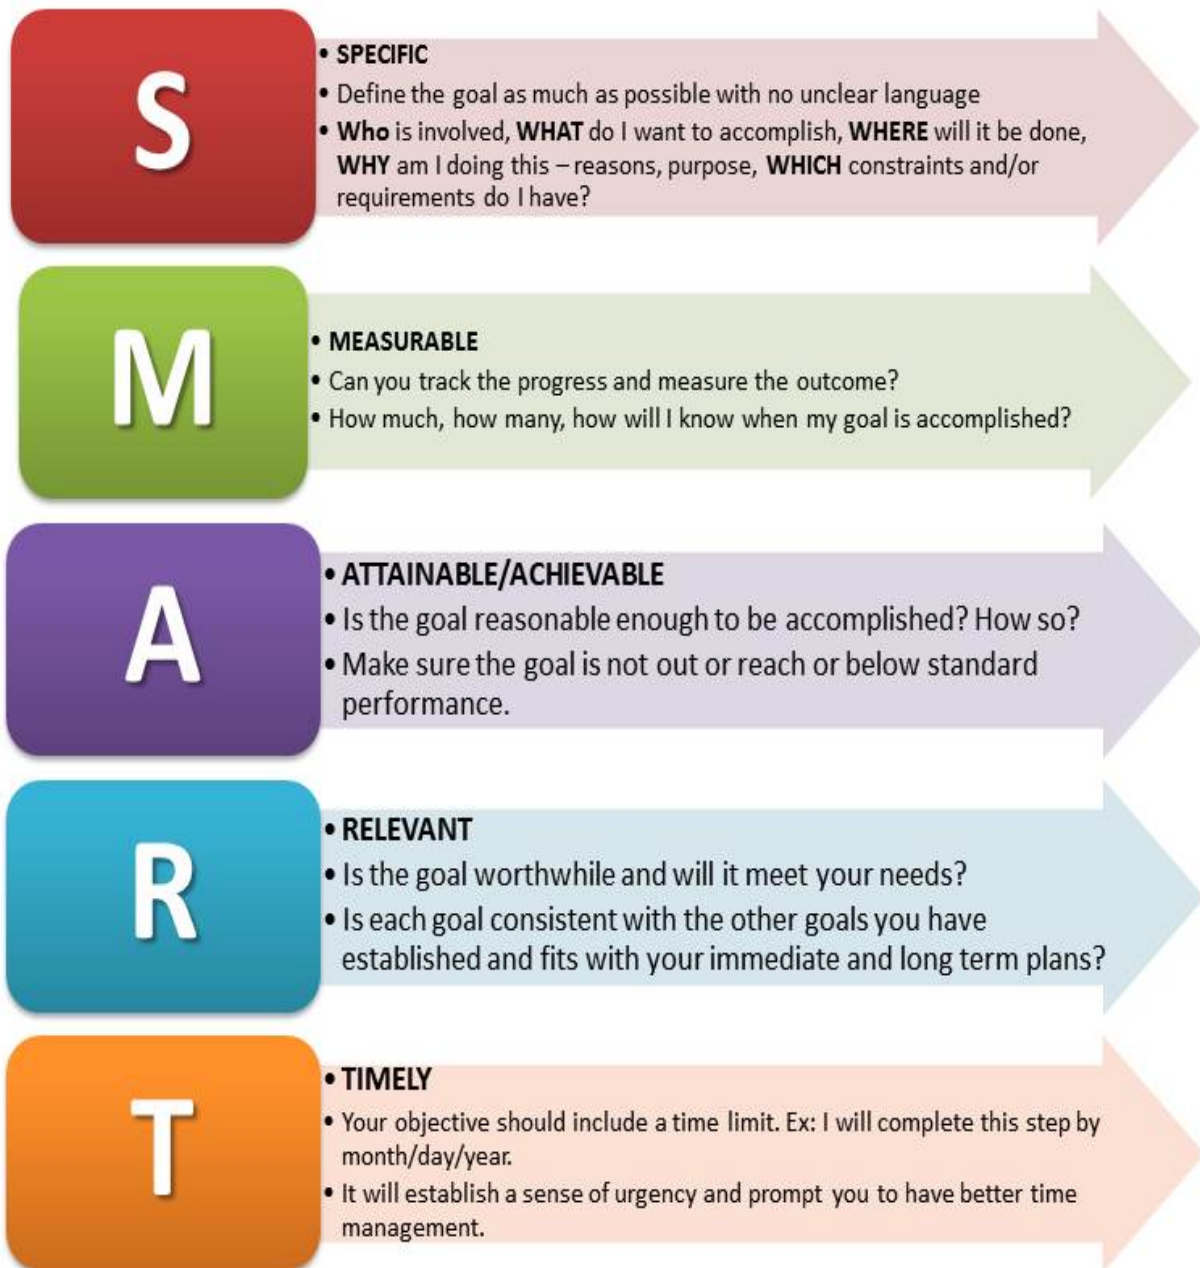 S
• SPECIFIC
• Define the goal as much as possible with no unclear language
• Who is involved, WHAT do I want to accomplish, WHERE will it be done,
WHY am I doing this – reasons, purpose, WHICH constraints and/or
requirements do I have?
M
• MEASURABLE
• Can you track the progress and measure the outcome?
• How much, how many, how will I know when my goal is accomplished?
A
• ATTAINABLE/ACHIEVABLE
• Is the goal reasonable enough to be accomplished? How so?
• Make sure the goal is not out or reach or below standard
performance.
R
• RELEVANT
• Is the goal worthwhile and will it meet your needs?
• Is each goal consistent with the other goals you have
established and fits with your immediate and long term plans?
T
• TIMELY
• Your objective should include a time limit. Ex: I will complete this step by
month/day/year.
• It will establish a sense of urgency and prompt you to have better time
management.